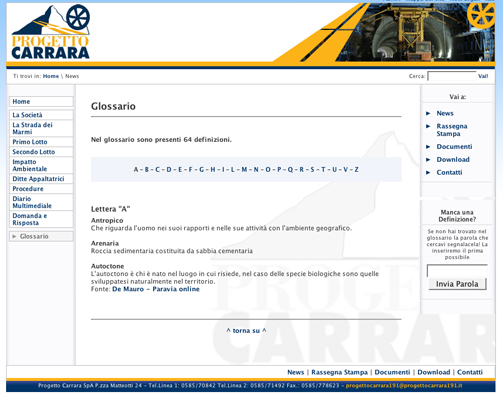 PROGETTO
CARRARA
Ti trovi in: Home \ News
Cerca:
Vai!
Home
La Società
La Strada dei
Marmi
Primo Lotto
Secondo Lotto
Impatto
Ambientale
Ditte Appaltatrici
Procedure
Diario
Multimediale
Domanda e
Risposta
Glossario
Glossario
Nel glossario sono presenti 64 definizioni.
A - B - C - D - E - F - G - H - I - L - M - N - O - P - Q - R - S - T - U - V - Z
Lettera "A"
Antropico
Che riguarda l'uomo nei suoi rapporti e nelle sue attività con l'ambiente geografico.
Arenaria
Roccia sedimentaria costituita da sabbia cementaria
Autoctone
L'autoctono è chi è nato nel luogo in cui risiede, nel caso delle specie biologiche sono quelle
sviluppatesi naturalmente nel territorio.
Fonte: De Mauro - Paravia online
^ torna su ^
Vai a:
News
Rassegna
Stampa
Documenti
Download
Contatti
Manca una
Definizione?
Se non hai trovato nel
glossario la parola che
cercavi segnalacela! La
inseriremo il prima
possibile.
Invia Parola
PROGETTO
CARRARA
News | Rassegna Stampa | Documenti | Download | Contatti
Progetto Carrara SpA P.zza Matteotti 24 - Tel.Linea 1: 0585/70842 Tel.Linea 2: 0585/71492 Fax.: 0585/778623 - progettocarrara191@progettocarrara191.it